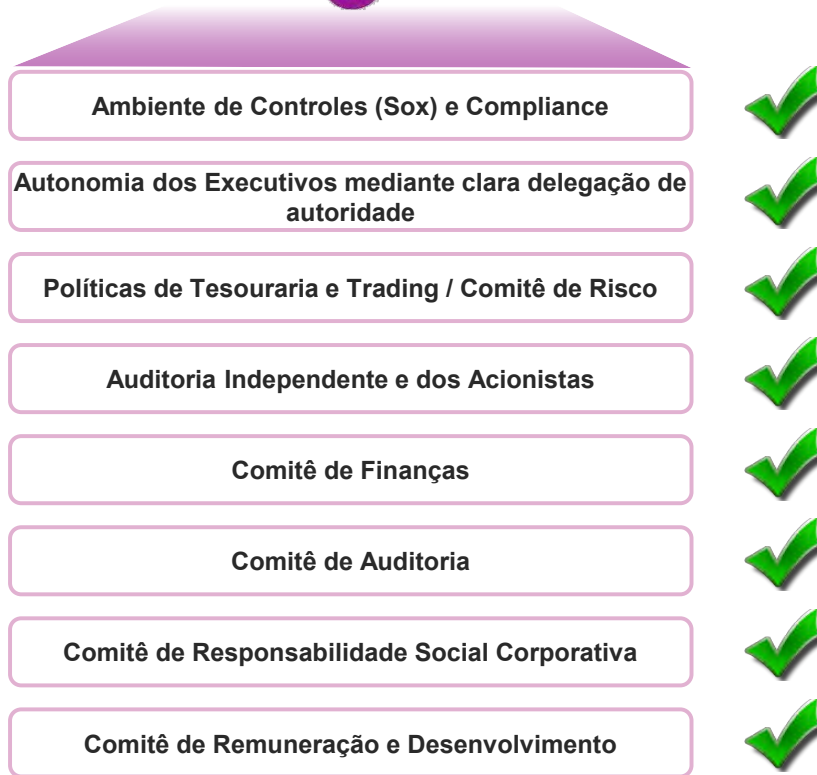 Ambiente de Controles (Sox) e Compliance
Autonomia dos Executivos mediante clara delegação de
autoridade
Políticas de Tesouraria e Trading / Comitê de Risco
Auditoria Independente e dos Acionistas
Comitê de Finanças
Comitê de Auditoria
Comitê de Responsabilidade Social Corporativa
Comitê de Remuneração e Desenvolvimento